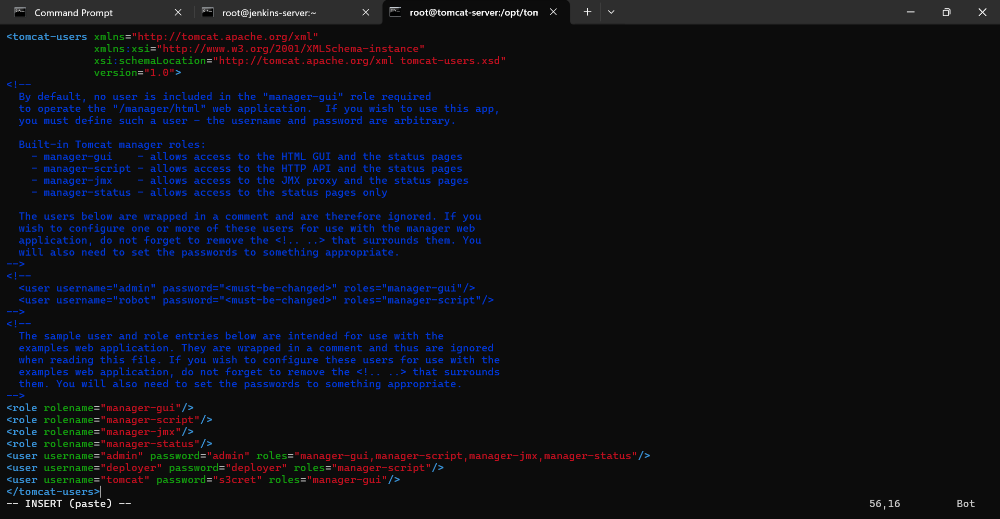 Command Prompt
root@jenkins-server:~
root@tomcat-server:/opt/ton
<tomcat-users xmlns="http://tomcat.apache.org/xml"
              xmlns:xsi="http://www.w3.org/2001/XMLSchema-instance"
              xsi:schemaLocation="http://tomcat.apache.org/xml tomcat-users.xsd"
              version="1.0">
<!--
  By default, no user is included in the "manager-gui" role required
  to operate the "/manager/html" web application.  If you wish to use this app,
  you must define such a user - the username and password are arbitrary.

  Built-in Tomcat manager roles:
    - manager-gui    - allows access to the HTML GUI and the status pages
    - manager-script - allows access to the HTTP API and the status pages
    - manager-jmx    - allows access to the JMX proxy and the status pages
    - manager-status - allows access to the status pages only

  The users below are wrapped in a comment and are therefore ignored. If you
  wish to configure one or more of these users for use with the manager web
  application, do not forget to remove the <!.. ..> that surrounds them. You
  will also need to set the passwords to something appropriate.
-->
<!--
  <user username="admin" password="<must-be-changed>" roles="manager-gui"/>
  <user username="robot" password="<must-be-changed>" roles="manager-script"/>
-->
<!--
  The sample user and role entries below are intended for use with the
  examples web application. They are wrapped in a comment and thus are ignored
  when reading this file. If you wish to configure these users for use with the
  examples web application, do not forget to remove the <!.. ..> that surrounds
  them. You will also need to set the passwords to something appropriate.
-->
<role rolename="manager-gui"/>
<role rolename="manager-script"/>
<role rolename="manager-jmx"/>
<role rolename="manager-status"/>
<user username="admin" password="admin" roles="manager-gui,manager-script,manager-jmx,manager-status"/>
<user username="deployer" password="deployer" roles="manager-script"/>
<user username="tomcat" password="s3cret" roles="manager-gui"/>
</tomcat-users>
-- INSERT (paste) -- 56,16 Bot